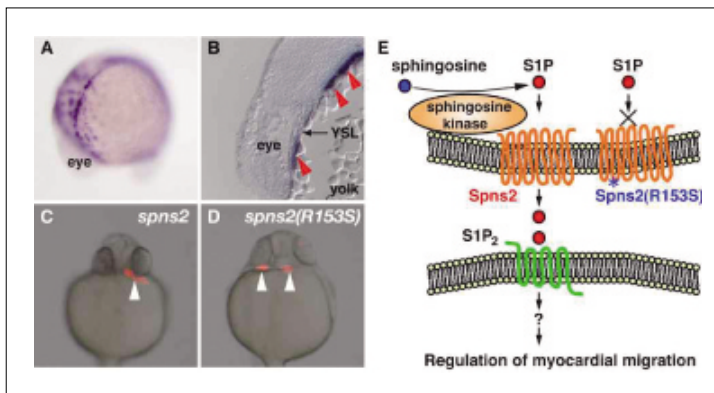 A
eye
B
eye
YSL
yolk
C
spns2
D
spns2(R153S)
E
sphingosine
S1P
S1P
sphingosine
kinase
Spns2
*
Spns2(R153S)
S1P2
?
Regulation of myocardial migration